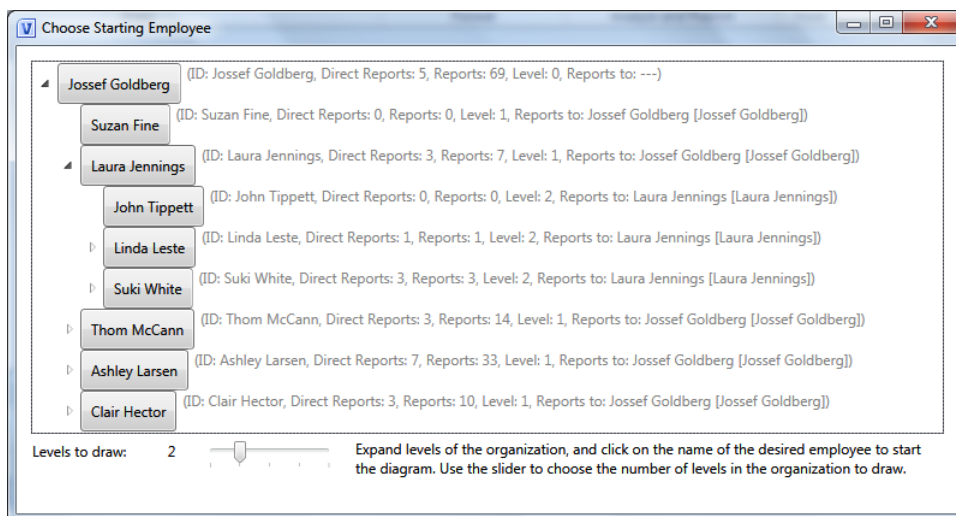 Choose Starting Employee
Jossef Goldberg (ID: Jossef Goldberg, Direct Reports: 5, Reports: 69, Level: 0, Reports to: ---)
Suzan Fine (ID: Suzan Fine, Direct Reports: 0, Reports: 0, Level: 1, Reports to: Jossef Goldberg [Jossef Goldberg])
Laura Jennings (ID: Laura Jennings, Direct Reports: 3, Reports: 7, Level: 1, Reports to: Jossef Goldberg [Jossef Goldberg])
John Tippett (ID: John Tippett, Direct Reports: 0, Reports: 0, Level: 2, Reports to: Laura Jennings [Laura Jennings])
Linda Leste (ID: Linda Leste, Direct Reports: 1, Reports: 1, Level: 2, Reports to: Laura Jennings [Laura Jennings])
Suki White (ID: Suki White, Direct Reports: 3, Reports: 3, Level: 2, Reports to: Laura Jennings [Laura Jennings])
Thom McCann (ID: Thom McCann, Direct Reports: 3, Reports: 14, Level: 1, Reports to: Jossef Goldberg [Jossef Goldberg])
Ashley Larsen (ID: Ashley Larsen, Direct Reports: 7, Reports: 33, Level: 1, Reports to: Jossef Goldberg [Jossef Goldberg])
Clair Hector (ID: Clair Hector, Direct Reports: 3, Reports: 10, Level: 1, Reports to: Jossef Goldberg [Jossef Goldberg])
Levels to draw: 2 Expand levels of the organization, and click on the name of the desired employee to start
the diagram. Use the slider to choose the number of levels in the organization to draw.